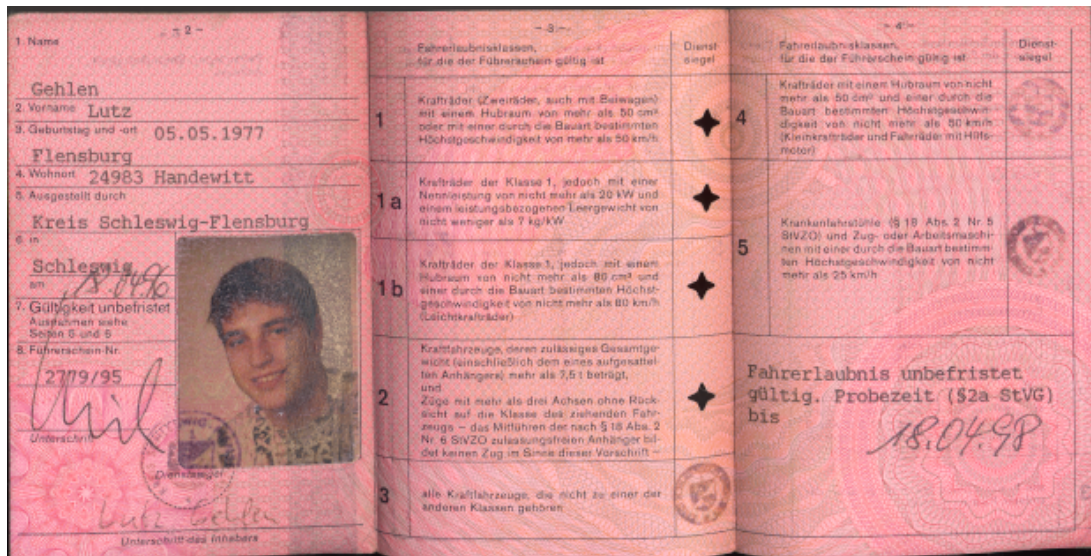 - 2 -
1. Name
Gehlen
2. Vorname Lutz
3. Geburtstag und -ort 05.05.1977
Flensburg
4. Wohnort 24983 Handewitt
5. Ausgestellt durch
Kreis Schleswig-Flensburg
6. in
Schleswig
am 18.04.96
7. Gültigkeit unbefristet
Ausnahmen siehe
Seiten 5 und 6
8. Führerschein-Nr.
2779/95
Unterschrift
Dienstsiegel
Lutz Gehlen
Unterschrift des Inhabers
- 3 -
Fahrerlaubnisklassen,
für die der Führerschein gültig ist
Dienst-
siegel
1
Krafträder (Zweiräder, auch mit Beiwagen)
mit einem Hubraum von mehr als 50 cm³
oder mit einer durch die Bauart bestimmten
Höchstgeschwindigkeit von mehr als 50 km/h
1a
Krafträder der Klasse 1, jedoch mit einer
Nennleistung von nicht mehr als 20 kW und
einem leistungsbezogenen Leergewicht von
nicht weniger als 7 kg/kW
1b
Krafträder der Klasse 1, jedoch mit einem
Hubraum von nicht mehr als 80 cm³ und
einer durch die Bauart bestimmten Höchst-
geschwindigkeit von nicht mehr als 80 km/h
(Leichtkrafträder)
2
Kraftfahrzeuge, deren zulässiges Gesamtge-
wicht (einschließlich dem eines aufgesattel-
ten Anhängers) mehr als 7,5 t beträgt,
und
Züge mit mehr als drei Achsen ohne Rück-
sicht auf die Klasse des ziehenden Fahr-
zeugs – das Mitführen der nach § 18 Abs. 2
Nr. 6 StVZO zulassungsfreien Anhänger bil-
det keinen Zug im Sinne dieser Vorschrift –
3
alle Kraftfahrzeuge, die nicht zu einer der
anderen Klassen gehören
- 4 -
Fahrerlaubnisklassen,
für die der Führerschein gültig ist
Dienst-
siegel
4
Krafträder mit einem Hubraum von nicht
mehr als 50 cm³ und einer durch die
Bauart bestimmten Höchstgeschwin-
digkeit von nicht mehr als 50 km/h
(Kleinkrafträder und Fahrräder mit Hilfs-
motor)
5
Krankenfahrstühle (§ 18 Abs. 2 Nr. 5
StVZO) und Zug- oder Arbeitsmaschi-
nen mit einer durch die Bauart bestimm-
ten Höchstgeschwindigkeit von nicht
mehr als 25 km/h
Fahrerlaubnis unbefristet
gültig. Probezeit (§2a StVG)
bis
18.04.98